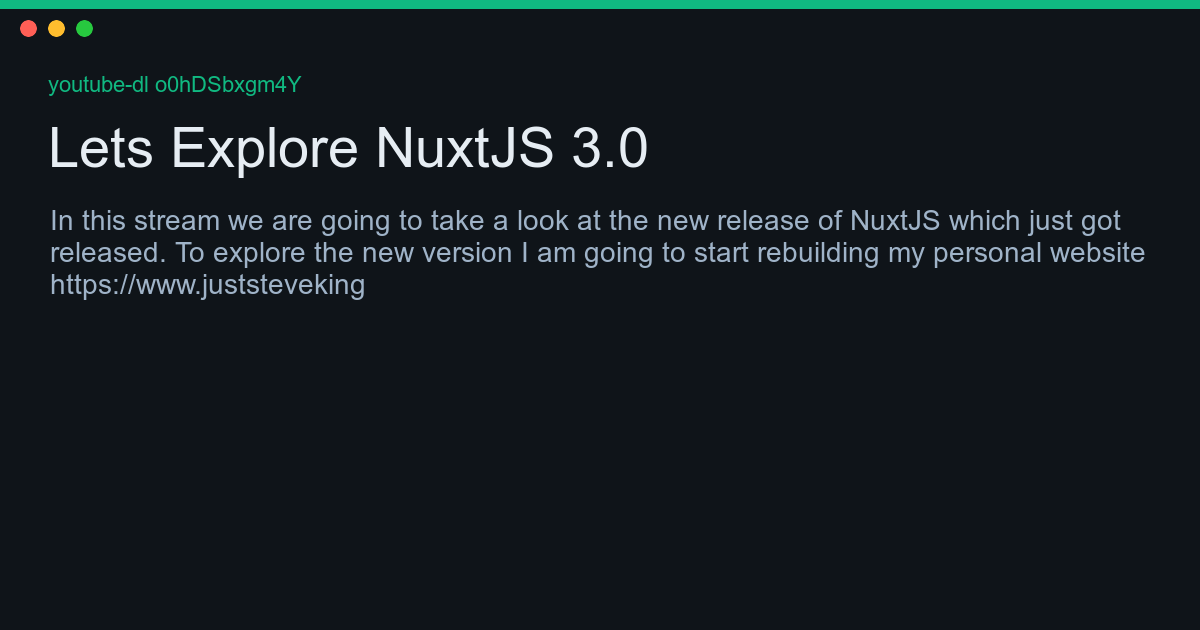 youtube-dl o0hDSbxgm4Y
Lets Explore NuxtJS 3.0
In this stream we are going to take a look at the new release of NuxtJS which just got
released. To explore the new version I am going to start rebuilding my personal website
https://www.juststeveking